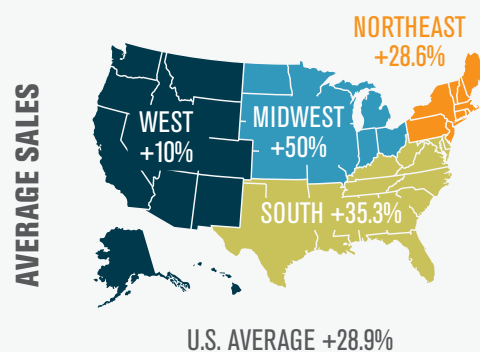 NORTHEAST
+28.6%
AVERAGE SALES
WEST
+10%
MIDWEST
+50%
SOUTH +35.3%
U.S. AVERAGE +28.9%